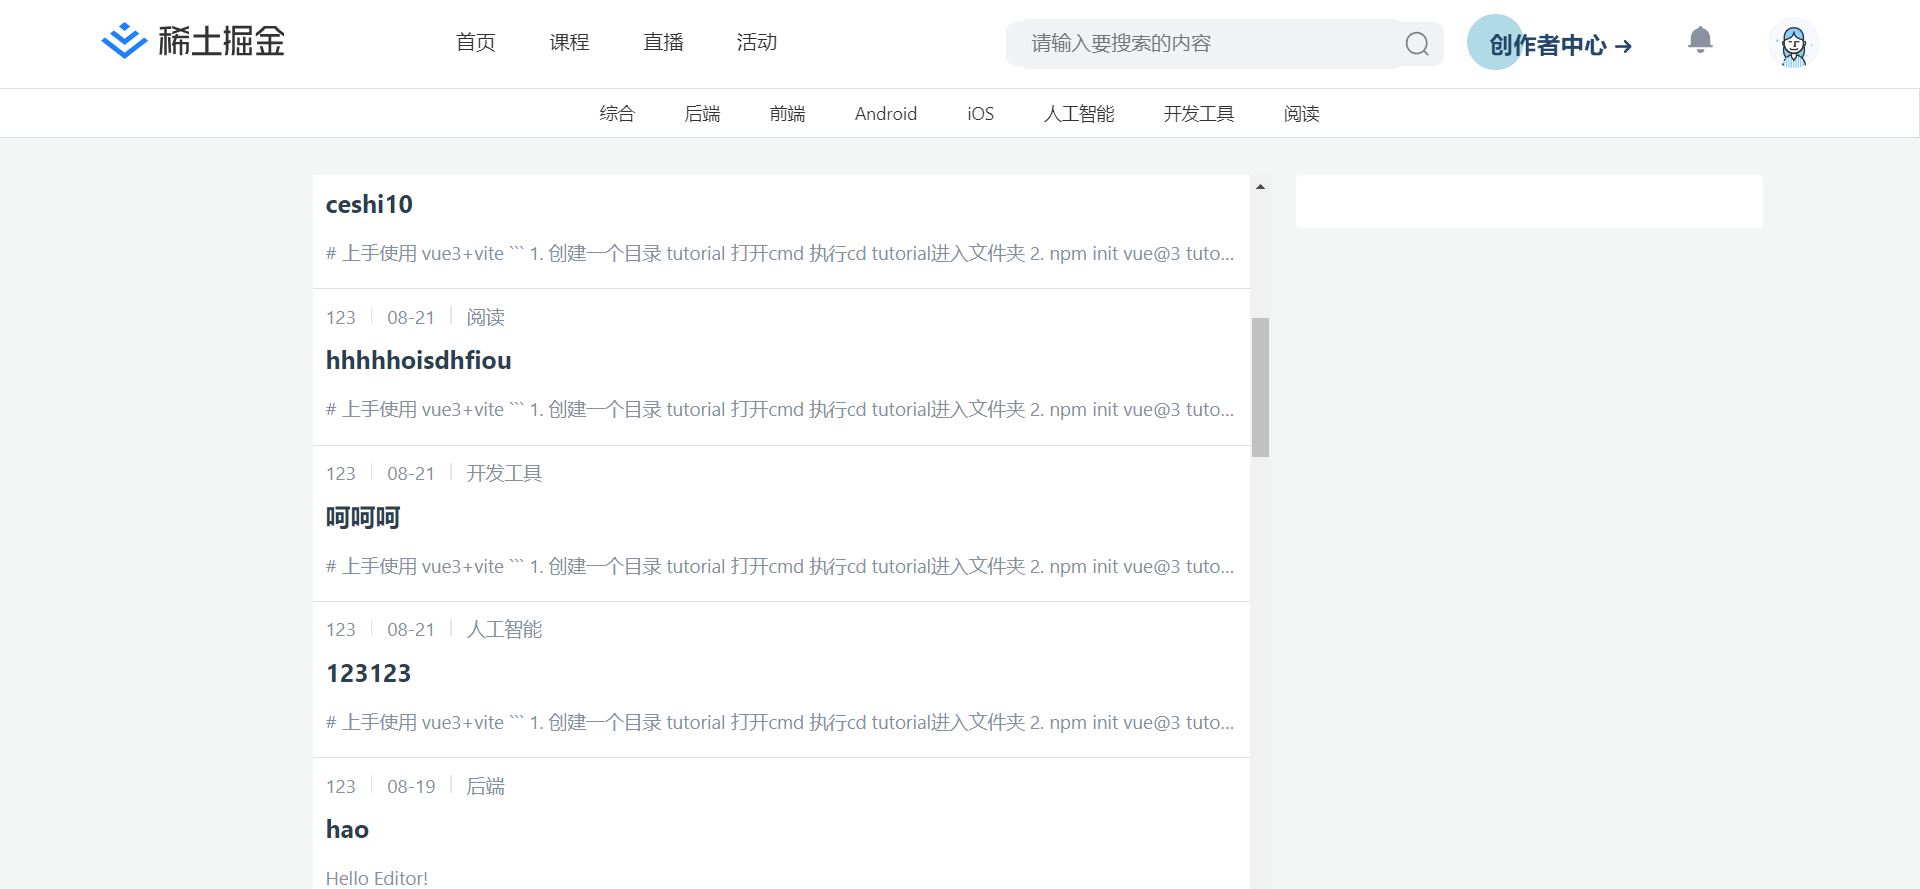 稀土掘金 首页 课程 直播 活动 请输入要搜索的内容 创作者中心 →
综合 后端 前端 Android iOS 人工智能 开发工具 阅读
ceshi10
# 上手使用 vue3+vite ``` 1. 创建一个目录 tutorial 打开cmd 执行cd tutorial进入文件夹 2. npm init vue@3 tuto...
123 08-21 阅读
hhhhhoisdhfiou
# 上手使用 vue3+vite ``` 1. 创建一个目录 tutorial 打开cmd 执行cd tutorial进入文件夹 2. npm init vue@3 tuto...
123 08-21 开发工具
呵呵呵
# 上手使用 vue3+vite ``` 1. 创建一个目录 tutorial 打开cmd 执行cd tutorial进入文件夹 2. npm init vue@3 tuto...
123 08-21 人工智能
123123
# 上手使用 vue3+vite ``` 1. 创建一个目录 tutorial 打开cmd 执行cd tutorial进入文件夹 2. npm init vue@3 tuto...
123 08-19 后端
hao
Hello Editor!